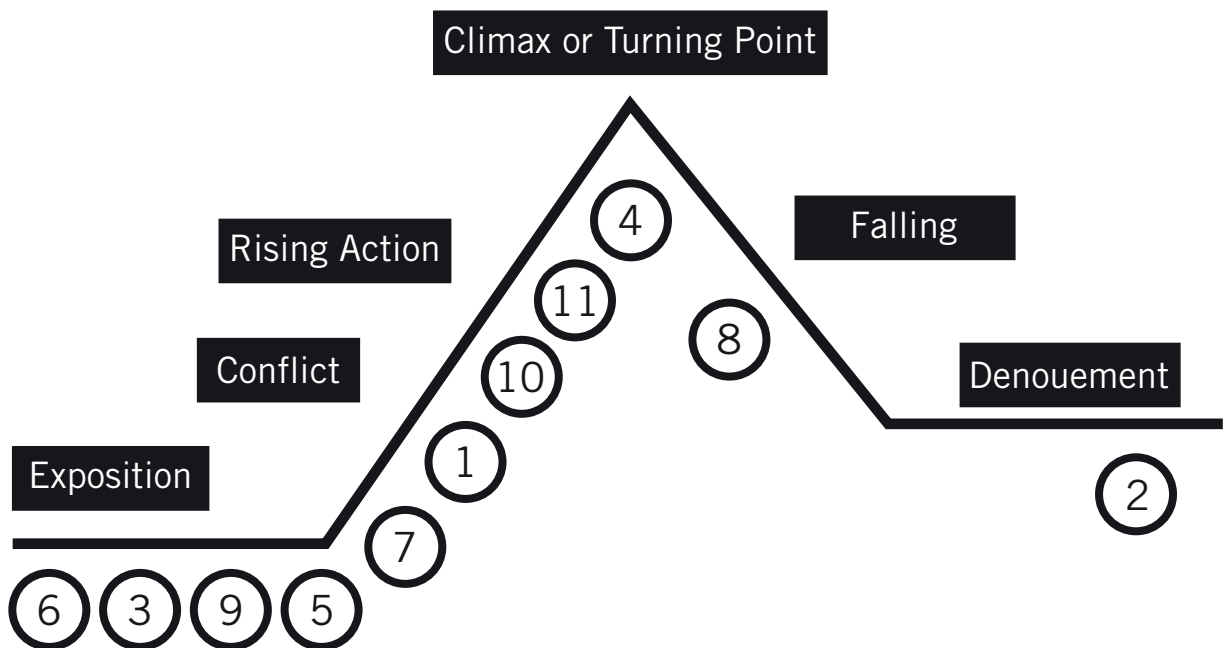 Climax or Turning Point
4
Falling
Rising Action
11
8
10
Conflict
Denouement
1
Exposition
2
7
6 3 9 5